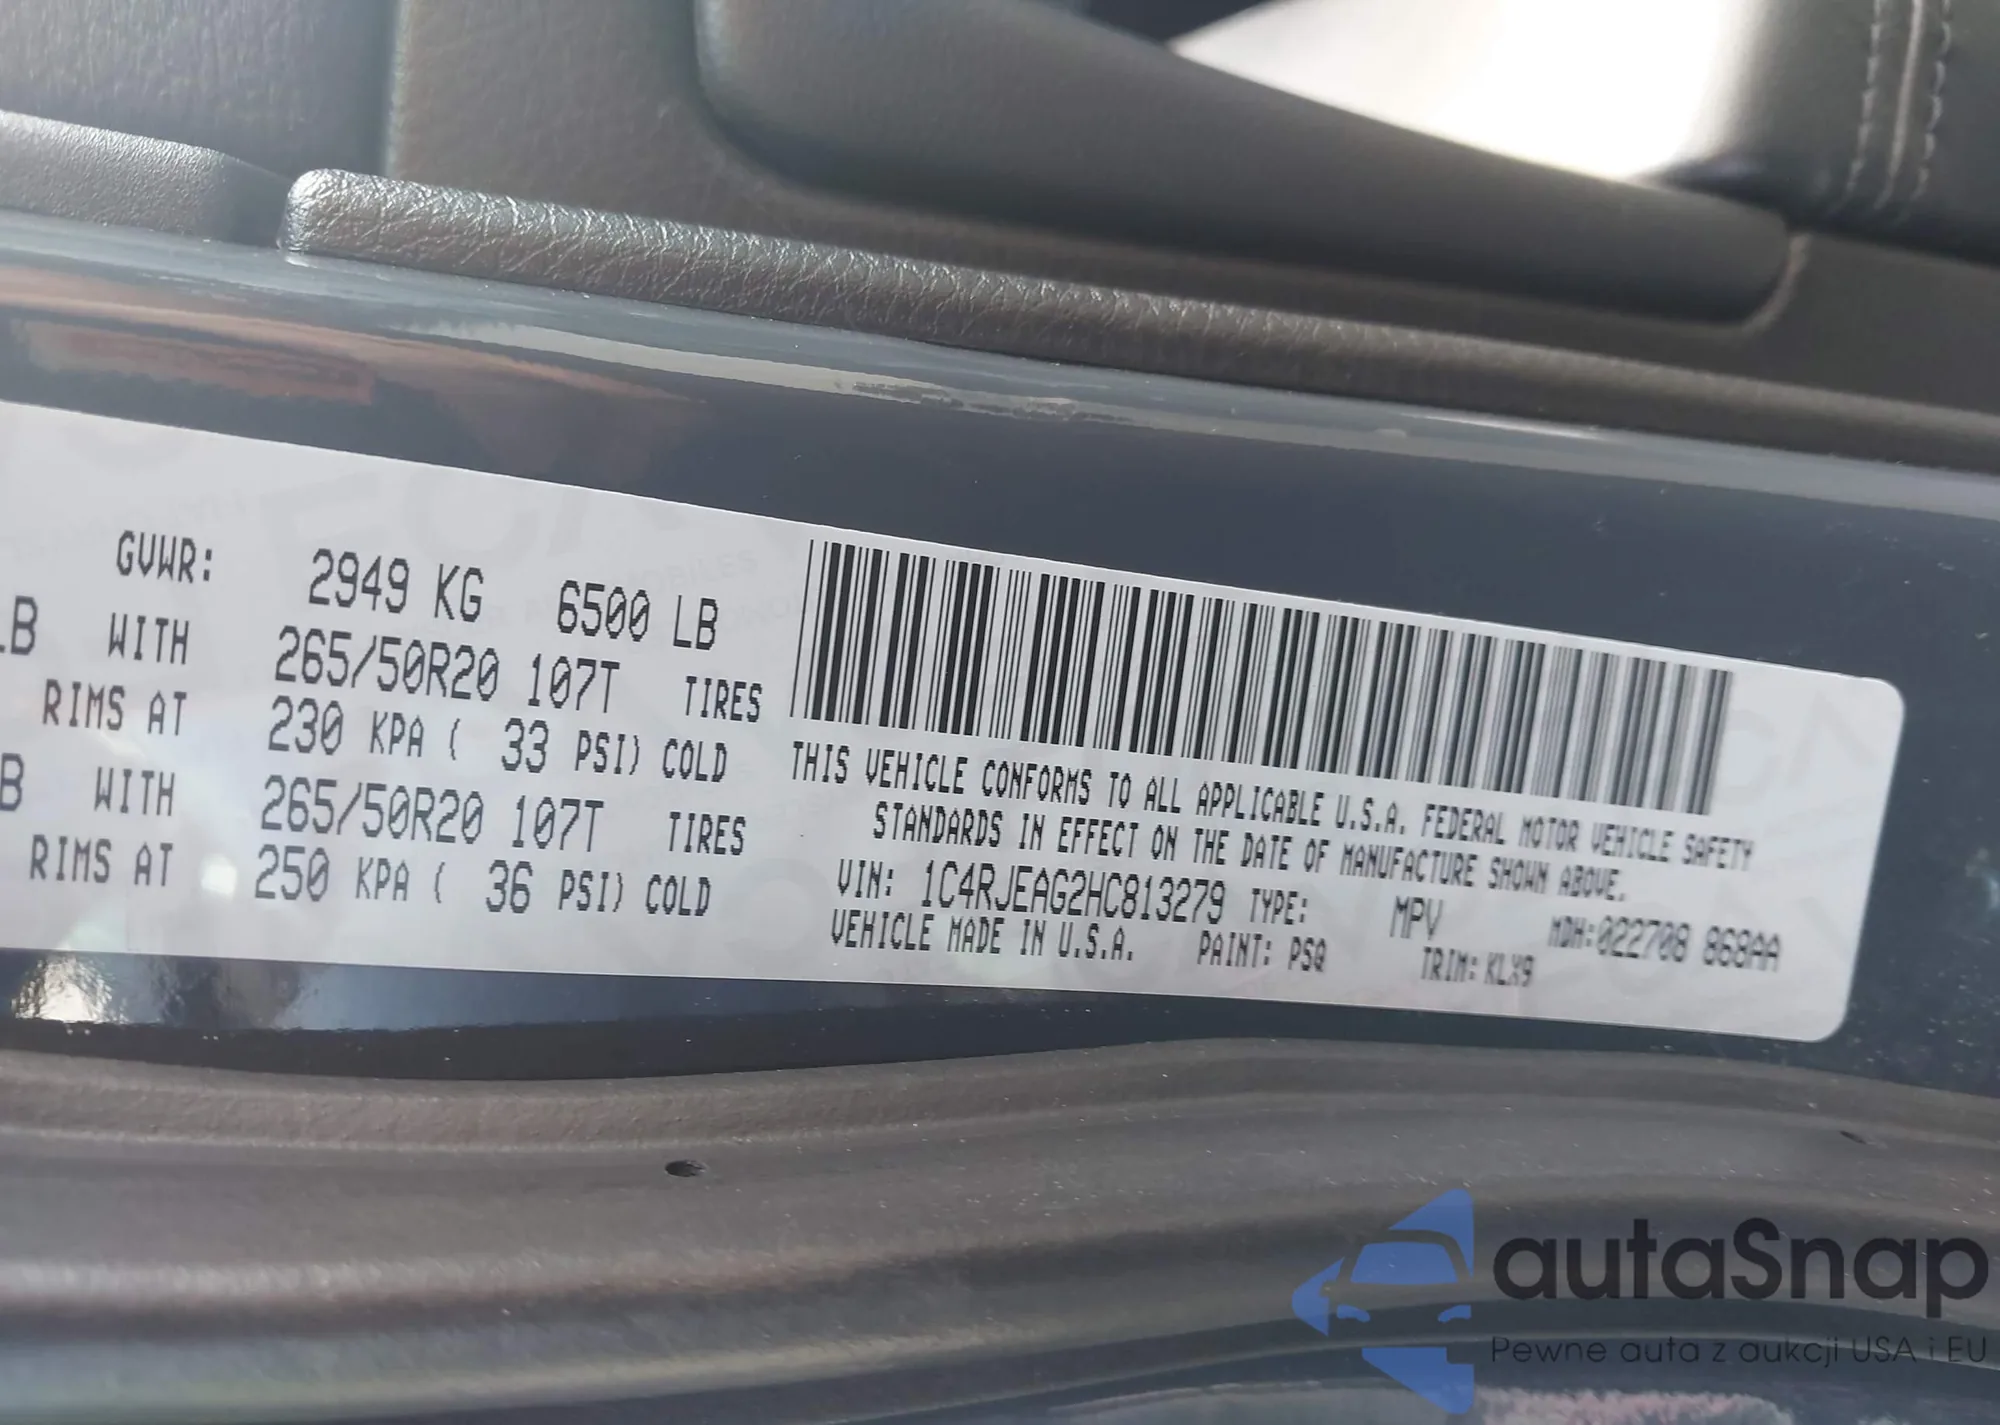 GVWR: 2949 KG 6500 LB
LB WITH 265/50R20 107T TIRES
RIMS AT 230 KPA ( 33 PSI) COLD
B WITH 265/50R20 107T TIRES
RIMS AT 250 KPA ( 36 PSI) COLD
THIS VEHICLE CONFORMS TO ALL APPLICABLE U.S.A. FEDERAL MOTOR VEHICLE SAFETY
STANDARDS IN EFFECT ON THE DATE OF MANUFACTURE SHOWN ABOVE.
VIN: 1C4RJEAG2HC813279 TYPE: MPV MDH:022708 868AA
VEHICLE MADE IN U.S.A. PAINT: PSQ TRIM: KLX9
autaSnap
Pewne auta z aukcji USA i EU